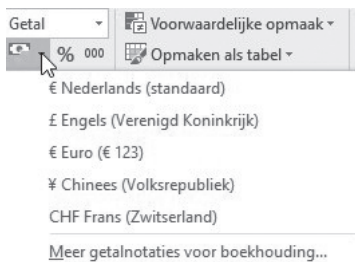 Getal Voorwaardelijke opmaak
% 000 Opmaken als tabel
€ Nederlands (standaard)
£ Engels (Verenigd Koninkrijk)
€ Euro (€ 123)
¥ Chinees (Volksrepubliek)
CHF Frans (Zwitserland)
Meer getalnotaties voor boekhouding...